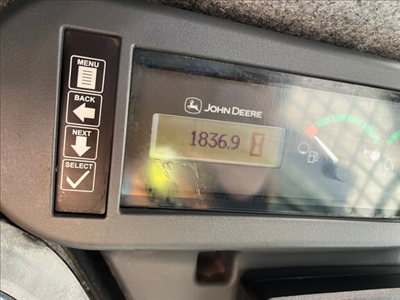 MENU
BACK
NEXT
SELECT
JOHN DEERE
1836.9